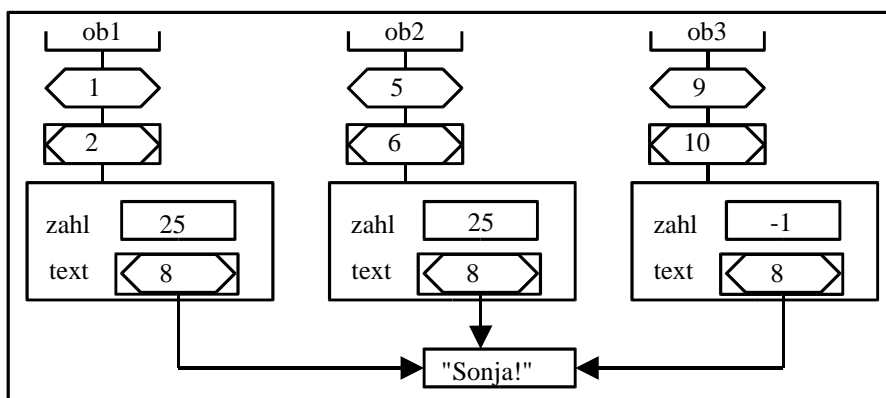 ob1 ob2 ob3
1 5 9
2 6 10
zahl 25 zahl 25 zahl -1
text 8 text 8 text 8
"Sonja!"